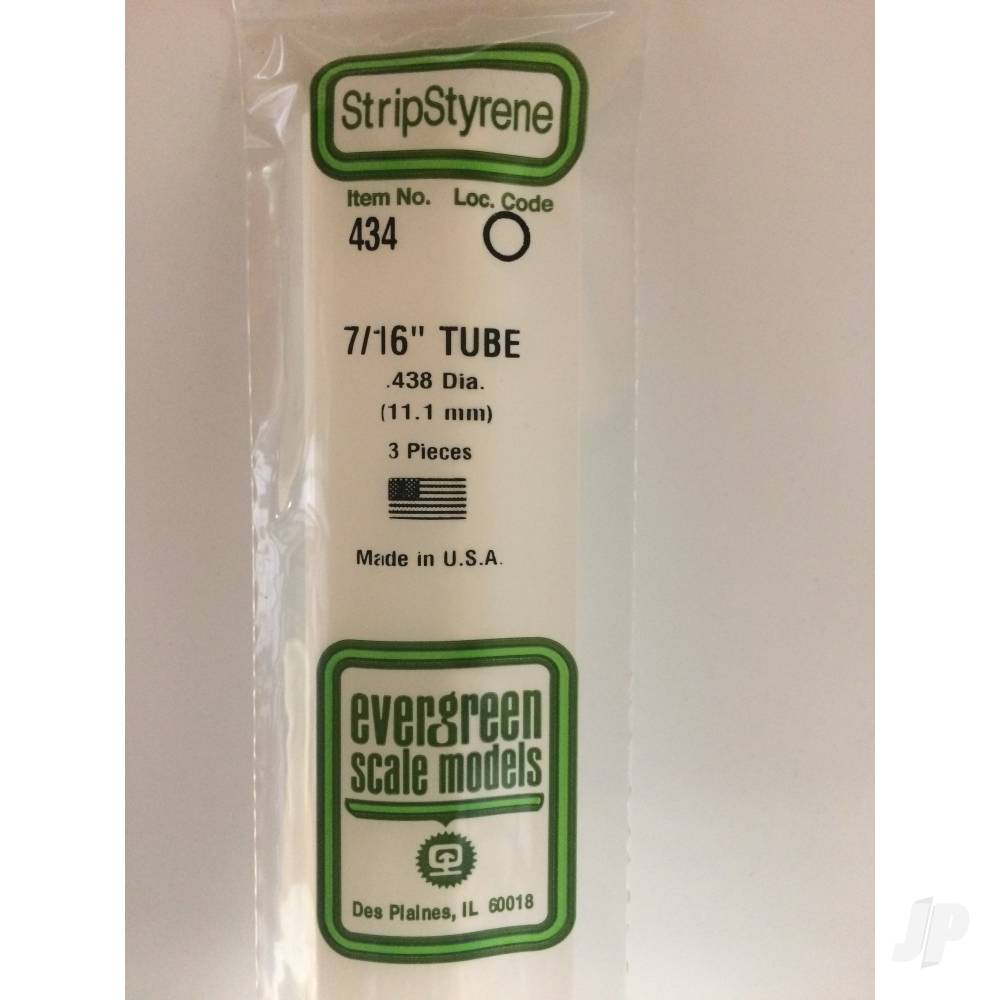 StripStyrene
Item No. Loc. Code
434
7/16" TUBE
.438 Dia.
(11.1 mm)
3 Pieces
Made in U.S.A.
evergreen
scale models
Des Plaines, IL 60018
JP